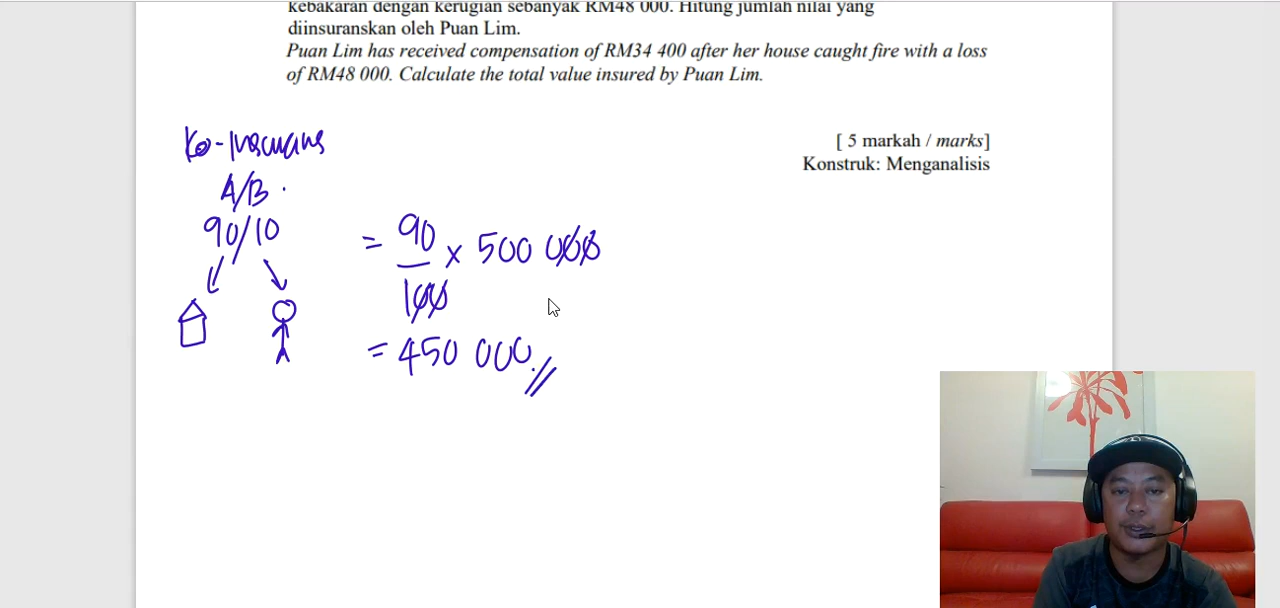 kebakaran dengan kerugian sebanyak RM48 000. Hitung jumlah nilai yang
diinsuranskan oleh Puan Lim.
Puan Lim has received compensation of RM34 400 after her house caught fire with a loss
of RM48 000. Calculate the total value insured by Puan Lim.
[ 5 markah / marks]
Konstruk: Menganalisis
Ko-Insurans
A/B
90/10
= 90/100 × 500 000
= 450 000 //